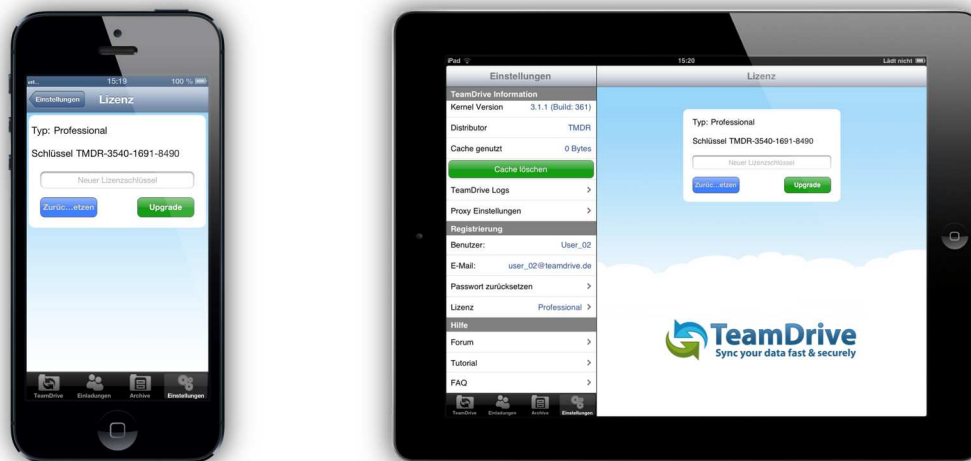 15:19
100 %
Einstellungen
Lizenz
Typ: Professional
Schlüssel TMDR-3540-1691-8490
Neuer Lizenzschlüssel
Zurüc...etzen
Upgrade
TeamDrive
Einladungen
Archive
Einstellungen
iPad
15:20
Lädt nicht
Einstellungen
Lizenz
TeamDrive Information
Kernel Version 3.1.1 (Build: 361)
Distributor TMDR
Cache genutzt 0 Bytes
Cache löschen
TeamDrive Logs
Proxy Einstellungen
Registrierung
Benutzer: User_02
E-Mail: user_02@teamdrive.de
Passwort zurücksetzen
Lizenz Professional
Hilfe
Forum
Tutorial
FAQ
TeamDrive
Einladungen
Archive
Einstellungen
Typ: Professional
Schlüssel TMDR-3540-1691-8490
Neuer Lizenzschlüssel
Zurüc...etzen
Upgrade
TeamDrive
Sync your data fast & securely